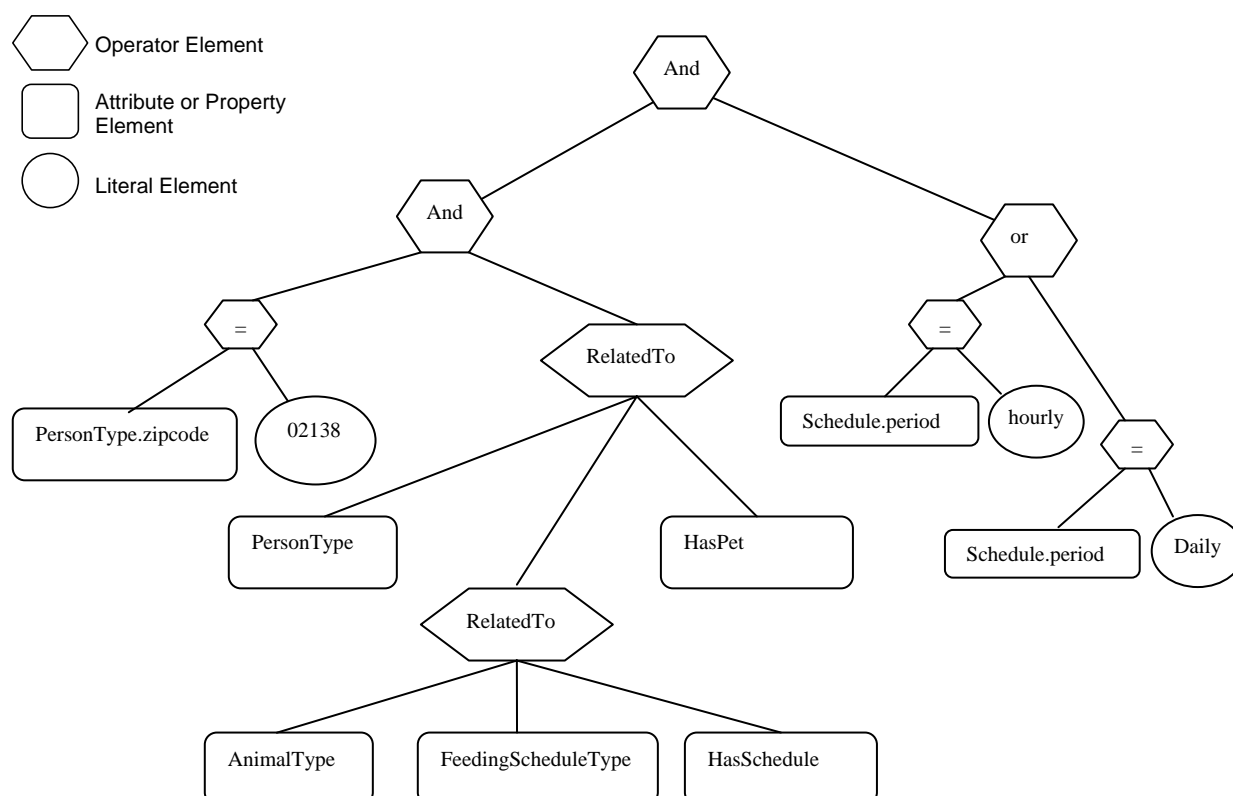 Operator Element
Attribute or Property
Element
Literal Element
And
And
or
=
RelatedTo
=
PersonType.zipcode
02138
Schedule.period
hourly
=
PersonType
HasPet
Schedule.period
Daily
RelatedTo
AnimalType
FeedingScheduleType
HasSchedule